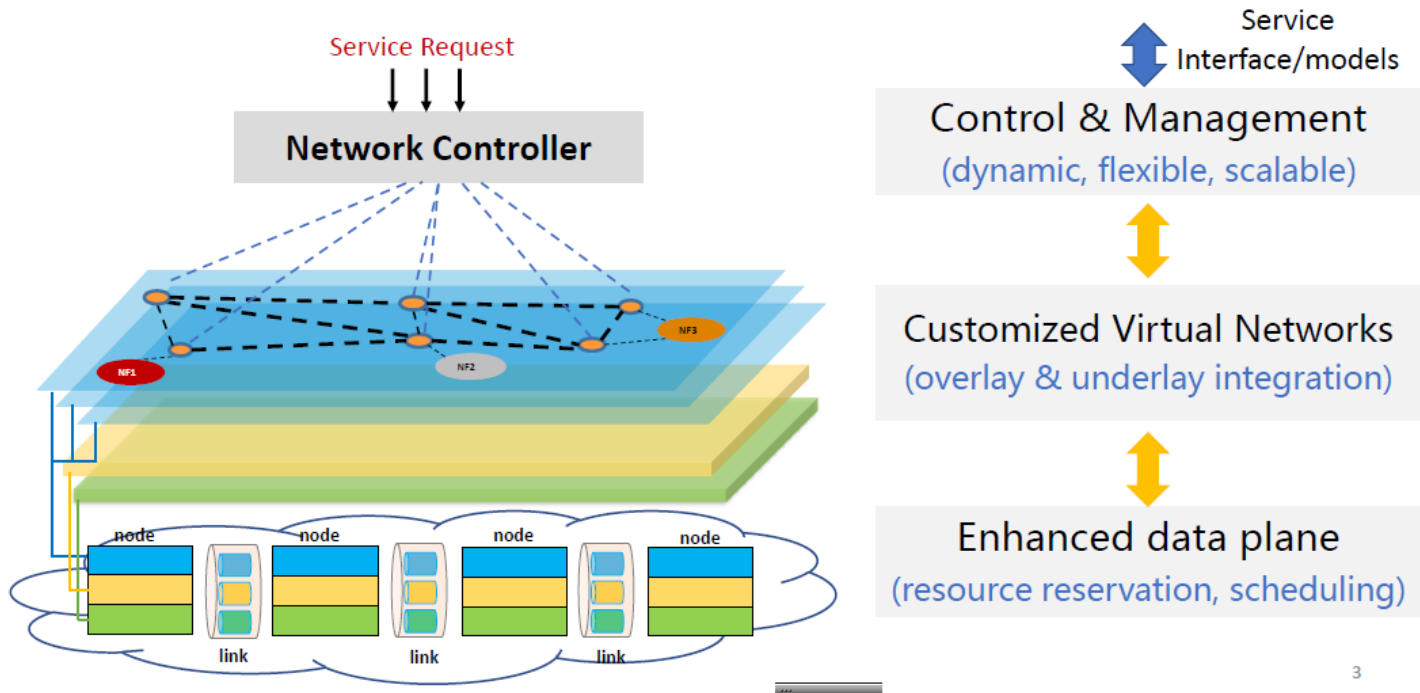 Service Request
Network Controller
NF1
NF2
NF3
node
node
node
node
link
link
link
Service
Interface/models
Control & Management
(dynamic, flexible, scalable)
Customized Virtual Networks
(overlay & underlay integration)
Enhanced data plane
(resource reservation, scheduling)
3